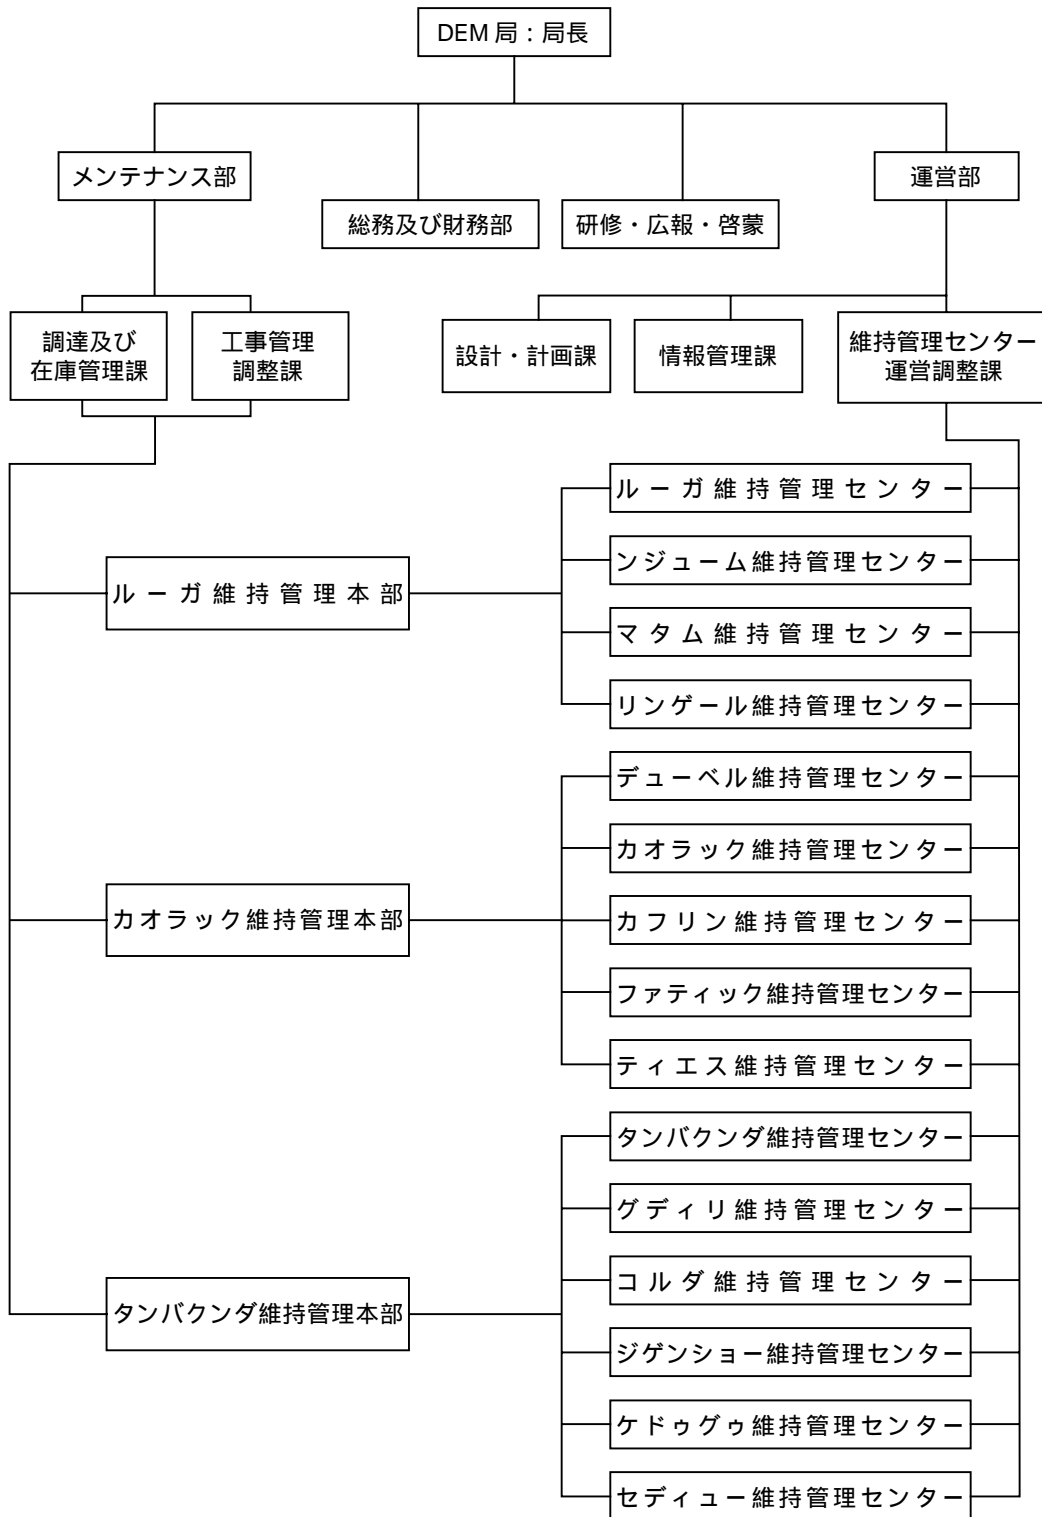 DEM 局：局長
メンテナンス部
運営部
総務及び財務部
研修・広報・啓蒙
調達及び
在庫管理課
工事管理
調整課
設計・計画課
情報管理課
維持管理センター
運営調整課
ルーガ維持管理センター
ンジューム維持管理センター
ルーガ維持管理本部
マタム維持管理センター
リンゲール維持管理センター
デューベル維持管理センター
カオラック維持管理センター
カオラック維持管理本部
カフリン維持管理センター
ファティック維持管理センター
ティエス維持管理センター
タンバクンダ維持管理センター
グディリ維持管理センター
コルダ維持管理センター
タンバクンダ維持管理本部
ジゲンショー維持管理センター
ケドゥグゥ維持管理センター
セディュー維持管理センター